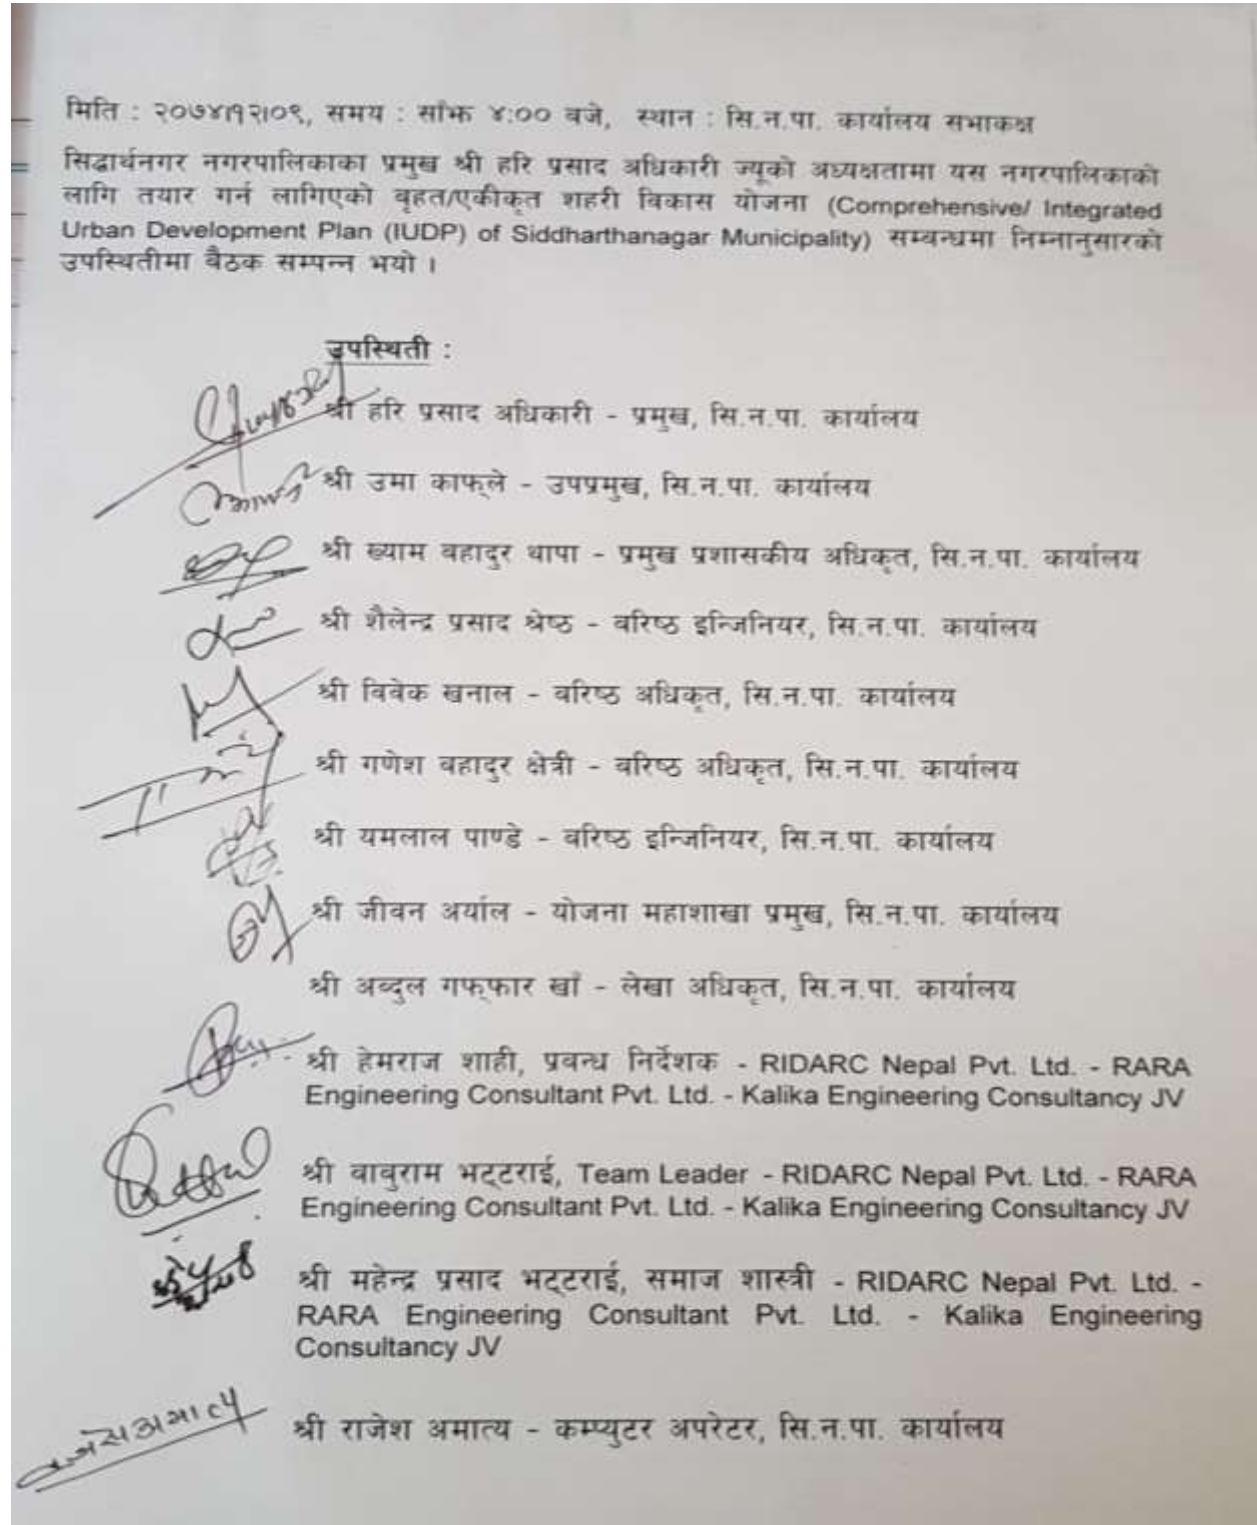 मिति : २०७४।१२।०९, समय : सांझ ४:०० बजे, स्थान : सि.न.पा. कार्यालय सभाकक्ष
सिद्धार्थनगर नगरपालिकाका प्रमुख श्री हरि प्रसाद अधिकारी ज्यूको अध्यक्षतामा यस नगरपालिकाको
लागि तयार गर्न लागिएको बृहत/एकीकृत शहरी विकास योजना (Comprehensive/ Integrated
Urban Development Plan (IUDP) of Siddharthanagar Municipality) सम्बन्धमा निम्नानुसारको
उपस्थितीमा बैठक सम्पन्न भयो ।
उपस्थिती :
श्री हरि प्रसाद अधिकारी - प्रमुख, सि.न.पा. कार्यालय
श्री उमा काफ्ले - उपप्रमुख, सि.न.पा. कार्यालय
श्री ख्याम बहादुर थापा - प्रमुख प्रशासकीय अधिकृत, सि.न.पा. कार्यालय
श्री शैलेन्द्र प्रसाद श्रेष्ठ - वरिष्ठ इन्जिनियर, सि.न.पा. कार्यालय
श्री विवेक खनाल - वरिष्ठ अधिकृत, सि.न.पा. कार्यालय
श्री गणेश बहादुर क्षेत्री - वरिष्ठ अधिकृत, सि.न.पा. कार्यालय
श्री यमलाल पाण्डे - वरिष्ठ इन्जिनियर, सि.न.पा. कार्यालय
श्री जीवन अर्याल - योजना महाशाखा प्रमुख, सि.न.पा. कार्यालय
श्री अब्दुल गफ्फार खाँ - लेखा अधिकृत, सि.न.पा. कार्यालय
श्री हेमराज शाही, प्रबन्ध निर्देशक - RIDARC Nepal Pvt. Ltd. - RARA
Engineering Consultant Pvt. Ltd. - Kalika Engineering Consultancy JV
श्री बाबुराम भट्टराई, Team Leader - RIDARC Nepal Pvt. Ltd. - RARA
Engineering Consultant Pvt. Ltd. - Kalika Engineering Consultancy JV
श्री महेन्द्र प्रसाद भट्टराई, समाज शास्त्री - RIDARC Nepal Pvt. Ltd. -
RARA Engineering Consultant Pvt. Ltd. - Kalika Engineering
Consultancy JV
श्री राजेश अमात्य - कम्प्युटर अपरेटर, सि.न.पा. कार्यालय